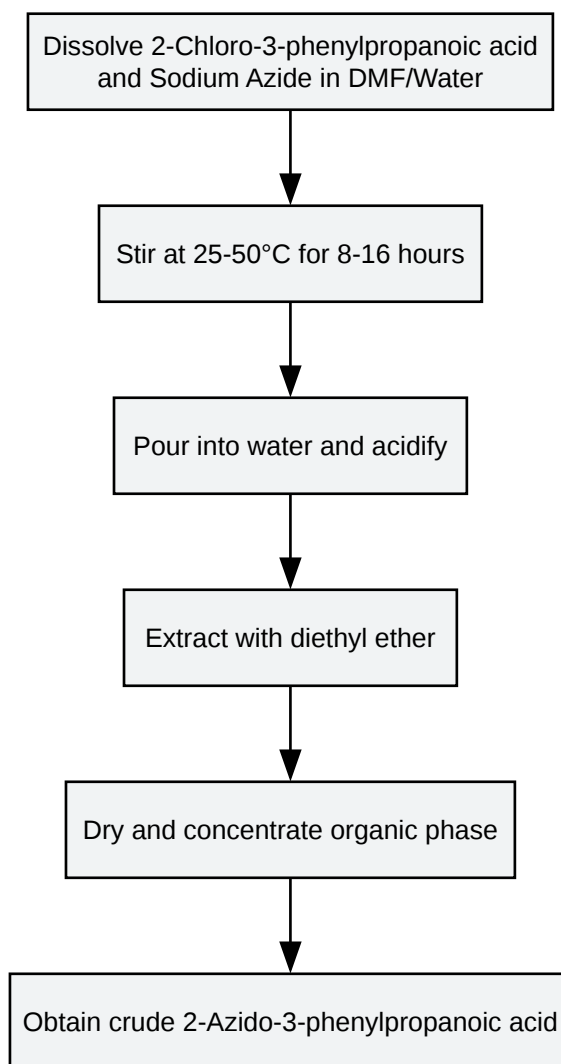 Dissolve 2-Chloro-3-phenylpropanoic acid
and Sodium Azide in DMF/Water
Stir at 25-50°C for 8-16 hours
Pour into water and acidify
Extract with diethyl ether
Dry and concentrate organic phase
Obtain crude 2-Azido-3-phenylpropanoic acid